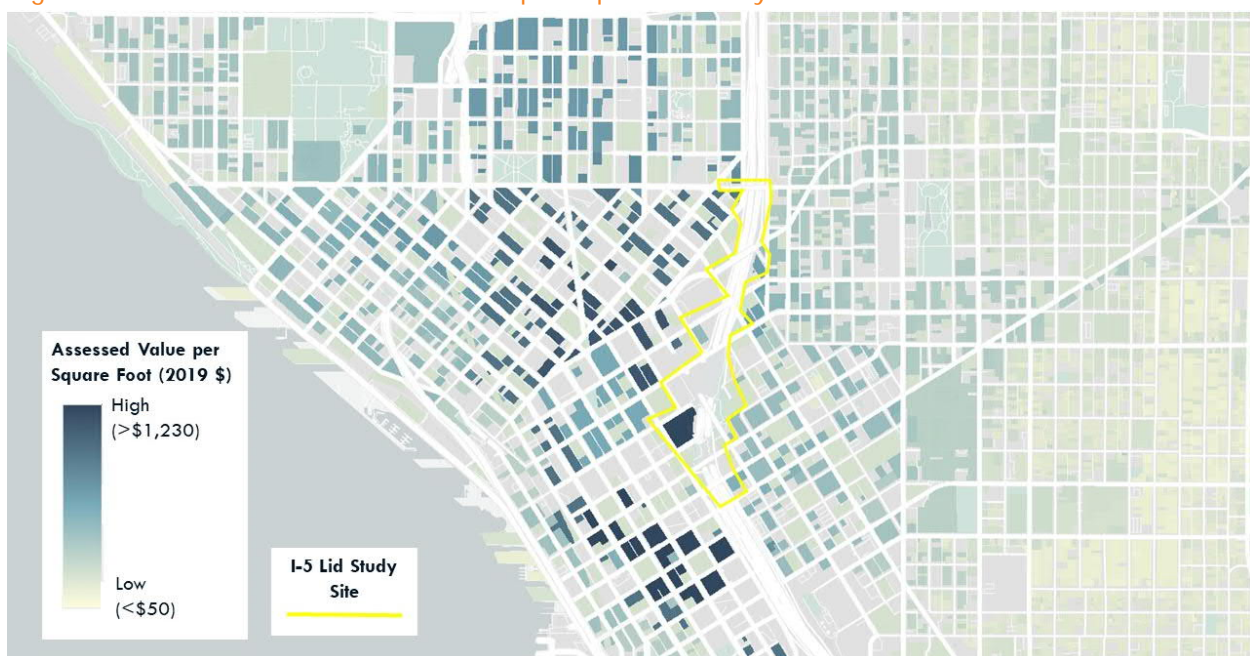 Assessed Value per
Square Foot (2019 $)
High
(>$1,230)
Low
(<$50)
I-5 Lid Study
Site